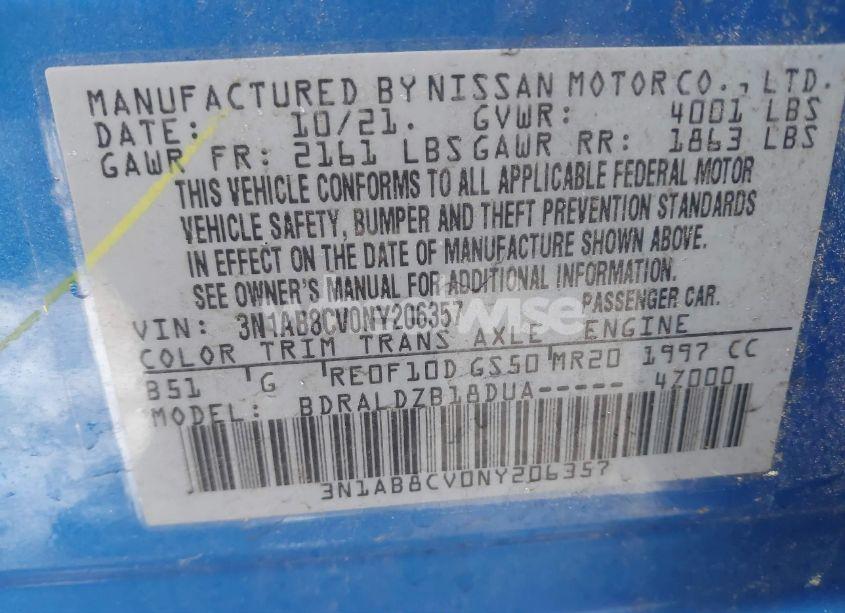 MANUFACTURED BY NISSAN MOTOR CO., LTD.
DATE: 10/21. GVWR: 4001 LBS
GAWR FR: 2161 LBS GAWR RR: 1863 LBS
THIS VEHICLE CONFORMS TO ALL APPLICABLE FEDERAL MOTOR
VEHICLE SAFETY, BUMPER AND THEFT PREVENTION STANDARDS
IN EFFECT ON THE DATE OF MANUFACTURE SHOWN ABOVE.
SEE OWNER'S MANUAL FOR ADDITIONAL INFORMATION.
VIN: 3N1AB8CV0NY206357 PASSENGER CAR.
COLOR TRIM TRANS AXLE ENGINE
B51 G RE0F10D GS50 MR20 1997 CC
MODEL: BDRALDZB18DUA----- 47000
3N1AB8CV0NY206357